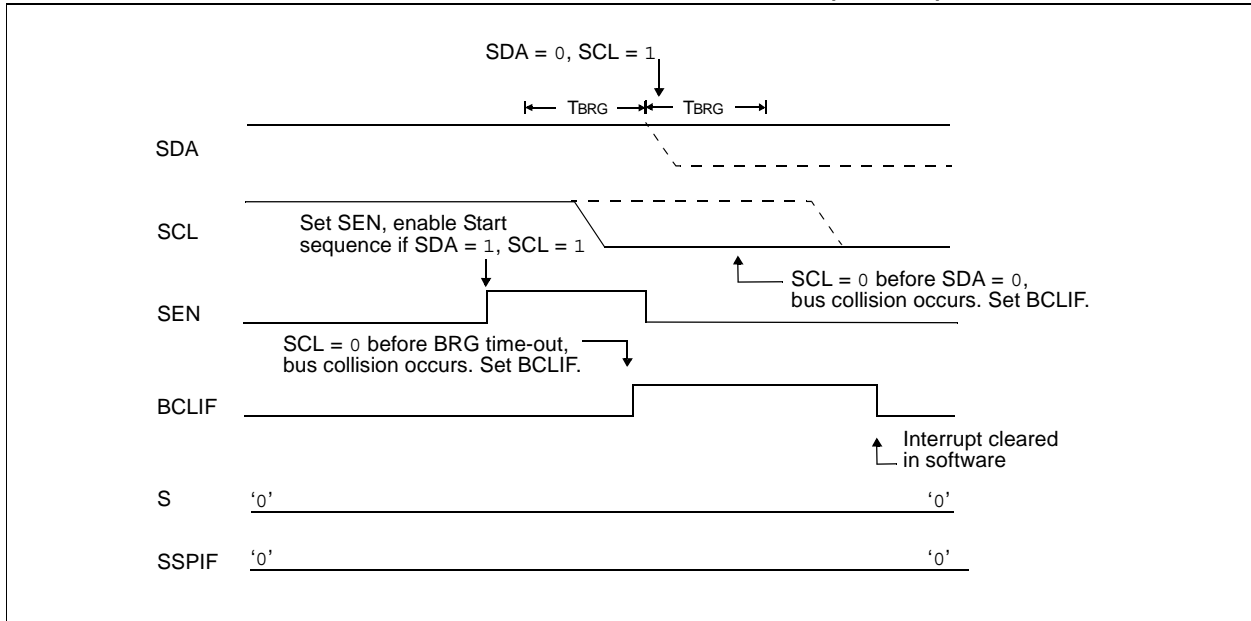 SDA = 0, SCL = 1
TBRG TBRG
SDA
SCL
Set SEN, enable Start
sequence if SDA = 1, SCL = 1
SCL = 0 before SDA = 0,
bus collision occurs. Set BCLIF.
SEN
SCL = 0 before BRG time-out,
bus collision occurs. Set BCLIF.
BCLIF
Interrupt cleared
in software
S ‘0’ ‘0’
SSPIF ‘0’ ‘0’